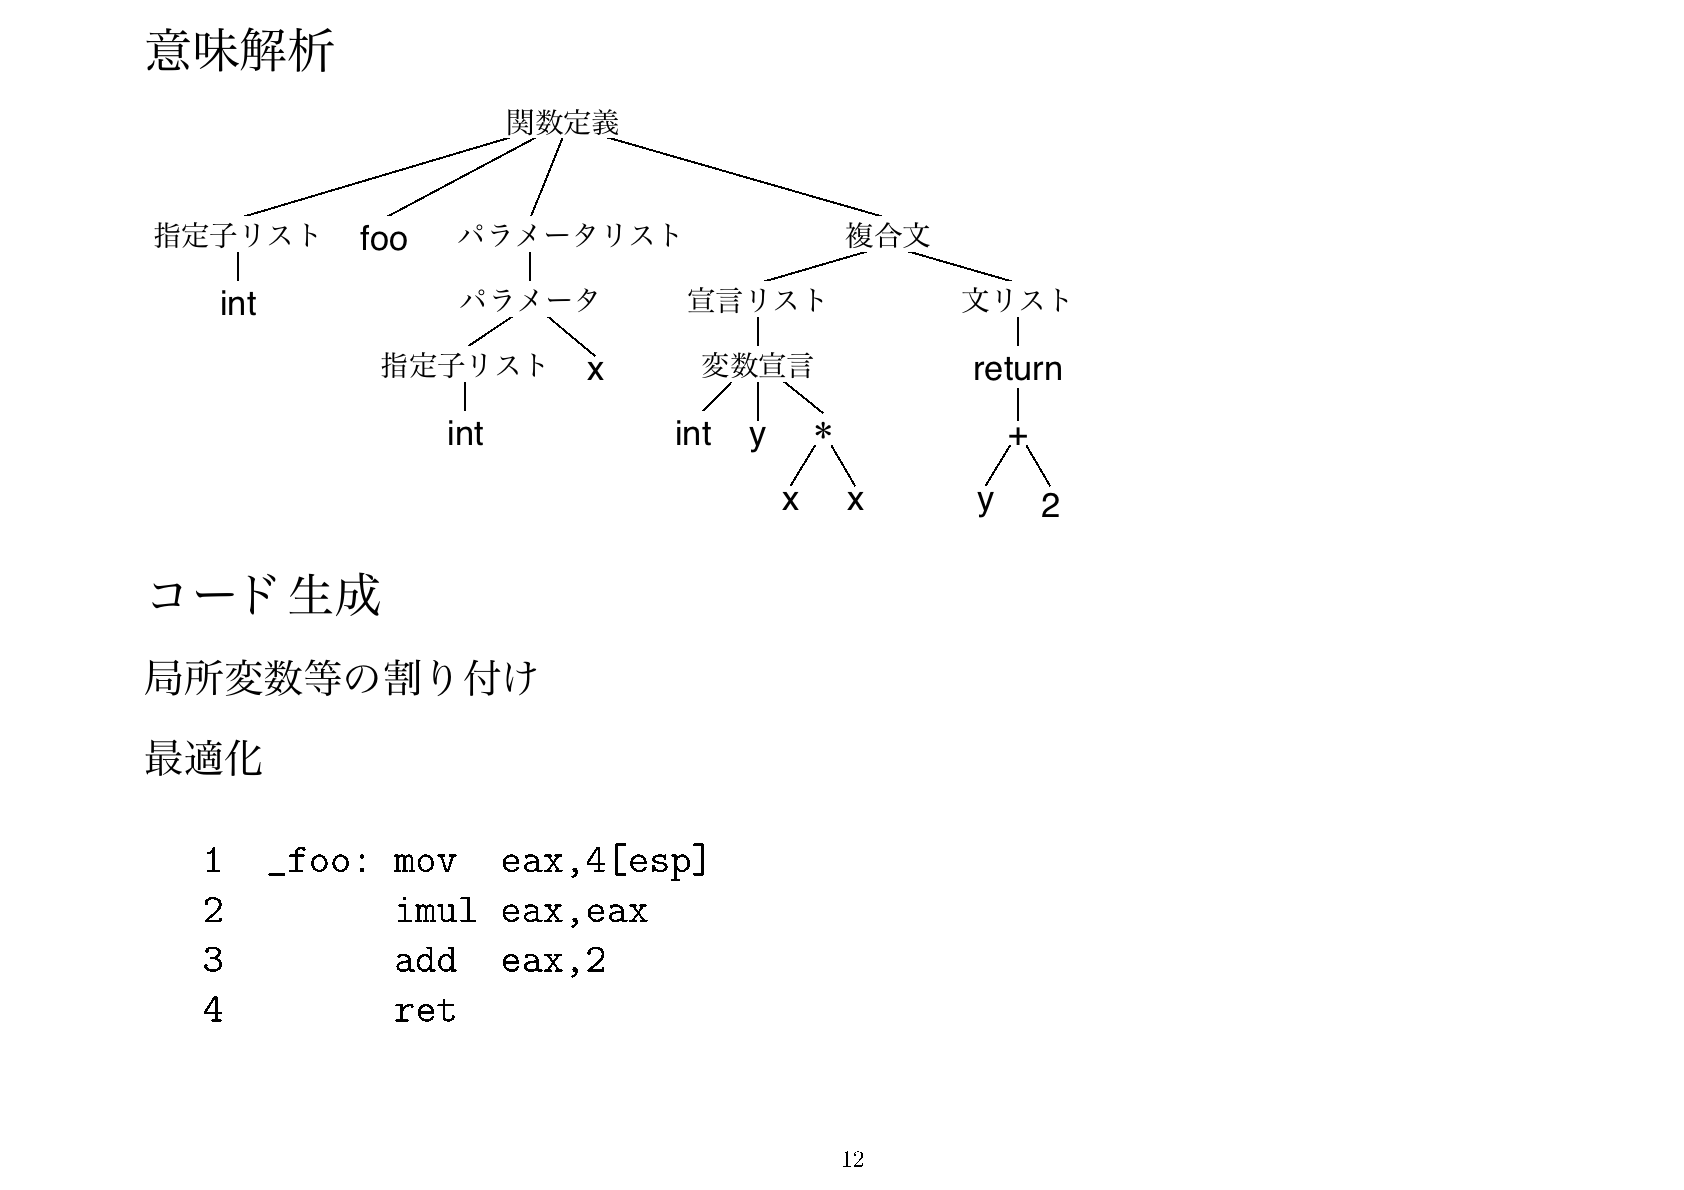 意味解析
関数定義
指定子リスト foo パラメータリスト 複合文
int パラメータ 宣言リスト 文リスト
指定子リスト x 変数宣言 return
int int y * +
x x y 2
コード生成
局所変数等の割り付け
最適化
1 _foo: mov eax,4[esp]
2 imul eax,eax
3 add eax,2
4 ret
12